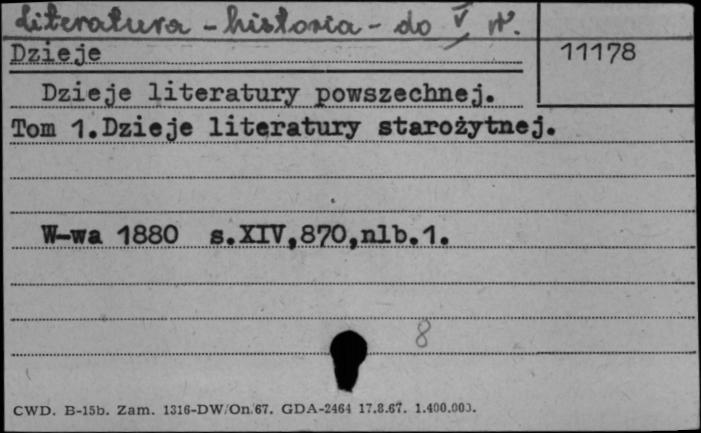 Literatura - historia - do V w.
Dzieje
11178
Dzieje literatury powszechnej.
Tom 1.Dzieje literatury starożytnej.
W-wa 1880 s.XIV,870,nlb.1.
8
CWD. B-15b. Zam. 1316-DW/On/67. GDA-2464 17.8.67. 1.400.000.